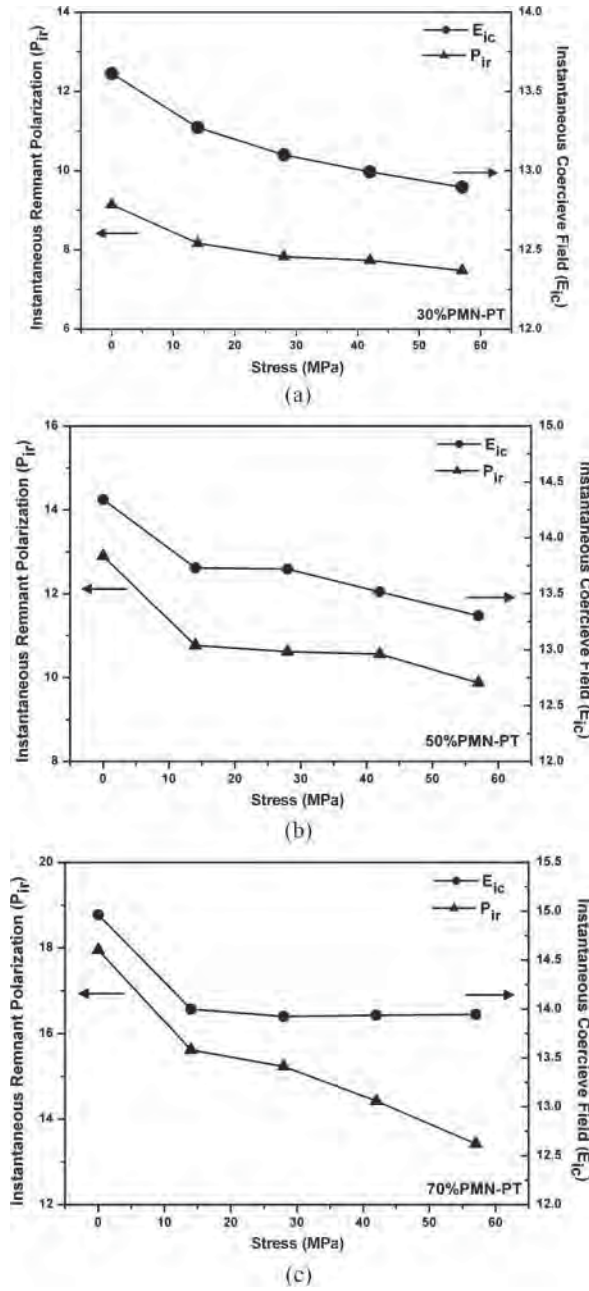 14
12
10
8
6
Instantaneous Remnant Polarization (Pir)
Eic
Pir
14.0
13.5
13.0
12.5
12.0
Instantaneous Coercieve Field (Eic)
30%PMN-PT
0 10 20 30 40 50 60
Stress (MPa)
(a)
16
14
12
10
8
Instantaneous Remnant Polarization (Pir)
Eic
Pir
15.0
14.5
14.0
13.5
13.0
12.5
12.0
Instantaneous Coercieve Field (Eic)
50%PMN-PT
0 10 20 30 40 50 60
Stress (MPa)
(b)
20
18
16
14
12
Instantaneous Remnant Polarization (Pir)
Eic
Pir
15.5
15.0
14.5
14.0
13.5
13.0
12.5
12.0
Instantaneous Coercieve Field (Eic)
70%PMN-PT
0 10 20 30 40 50 60
Stress (MPa)
(c)